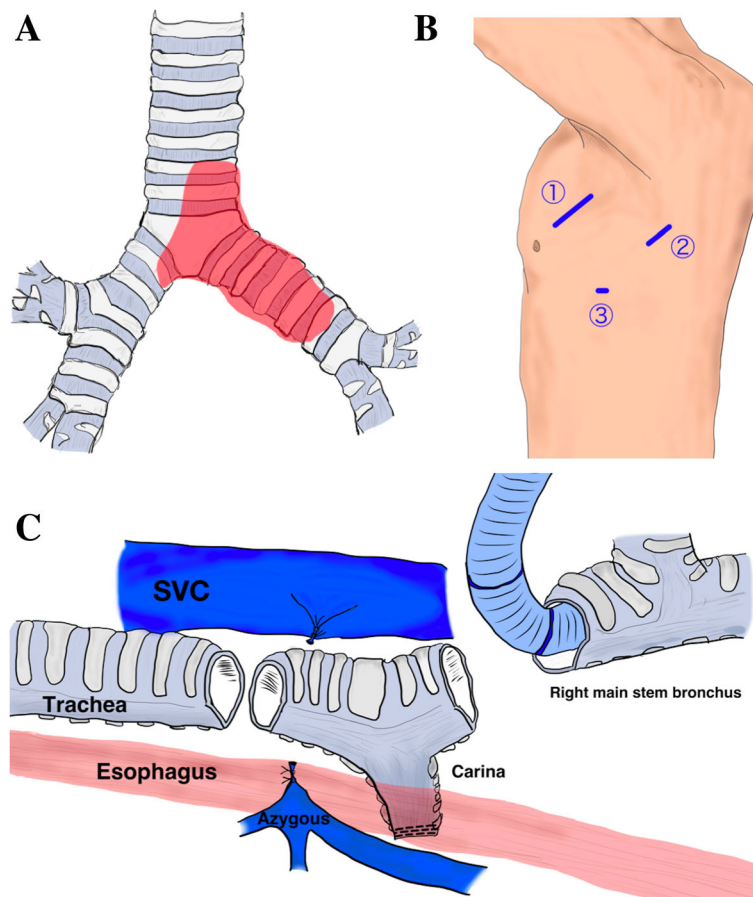 A
B
①
②
③
C
SVC
Trachea
Right main stem bronchus
Esophagus
Carina
Azygous